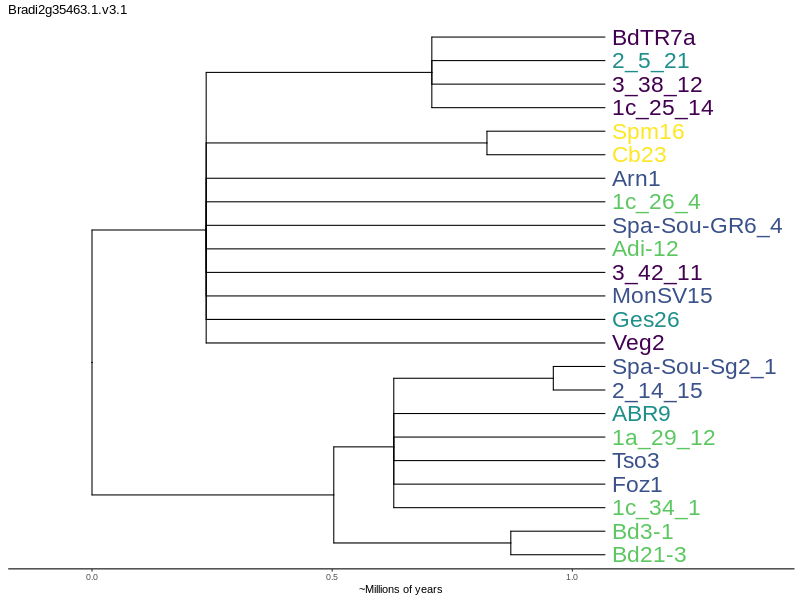 Bradi2g35463.1.v3.1
BdTR7a
2_5_21
3_38_12
1c_25_14
Spm16
Cb23
Arn1
1c_26_4
Spa-Sou-GR6_4
Adi-12
3_42_11
MonSV15
Ges26
Veg2
Spa-Sou-Sg2_1
2_14_15
ABR9
1a_29_12
Tso3
Foz1
1c_34_1
Bd3-1
Bd21-3
0.0 0.5 1.0
~Millions of years